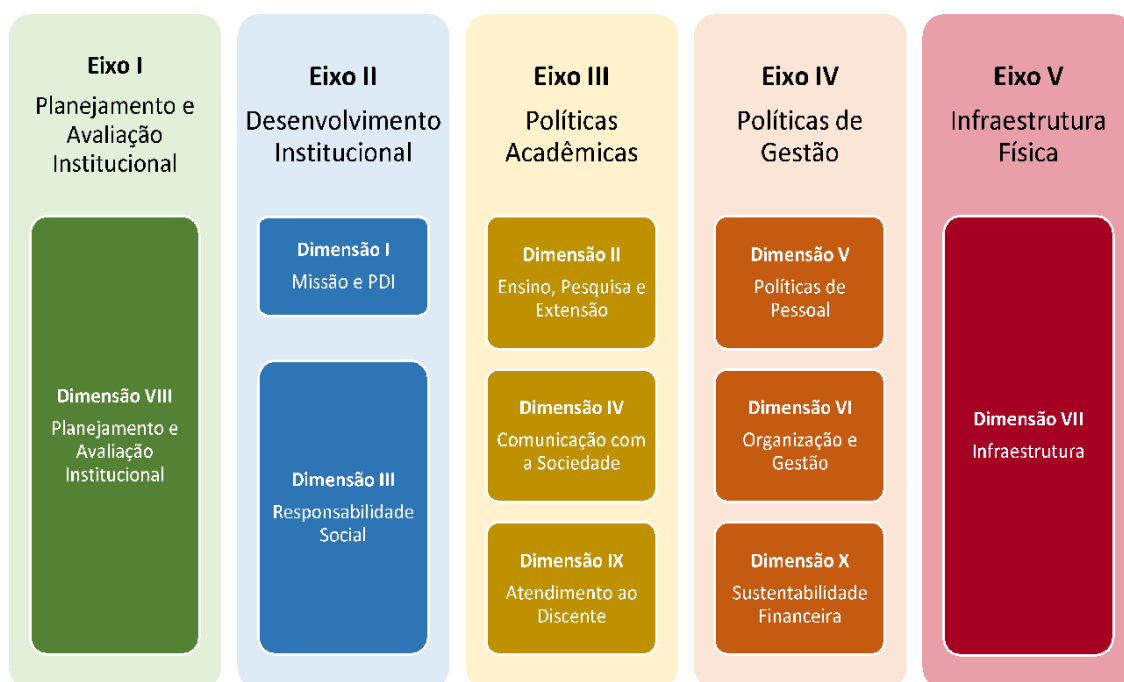 Eixo I
Planejamento e
Avaliação
Institucional
Dimensão VIII
Planejamento e
Avaliação
Institucional
Eixo II
Desenvolvimento
Institucional
Dimensão I
Missão e PDI
Dimensão III
Responsabilidade
Social
Eixo III
Políticas
Acadêmicas
Dimensão II
Ensino, Pesquisa e
Extensão
Dimensão IV
Comunicação com
a Sociedade
Dimensão IX
Atendimento ao
Discente
Eixo IV
Políticas de
Gestão
Dimensão V
Políticas de
Pessoal
Dimensão VI
Organização e
Gestão
Dimensão X
Sustentabilidade
Financeira
Eixo V
Infraestrutura
Física
Dimensão VII
Infraestrutura